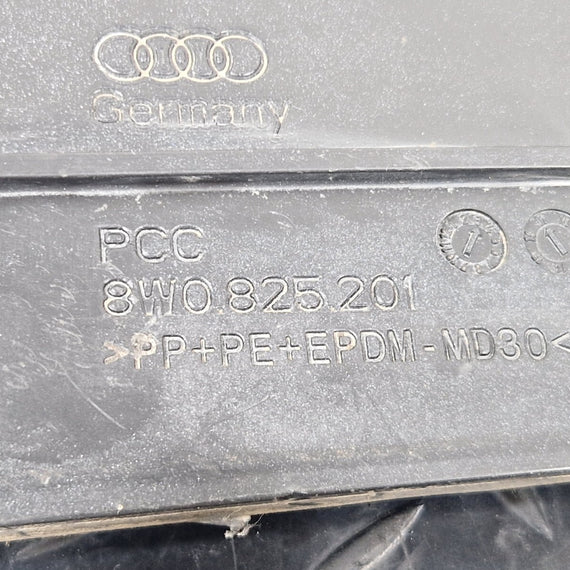 Germany
PCC
8W0.825.201
>PP+PE+EPDM-MD30<